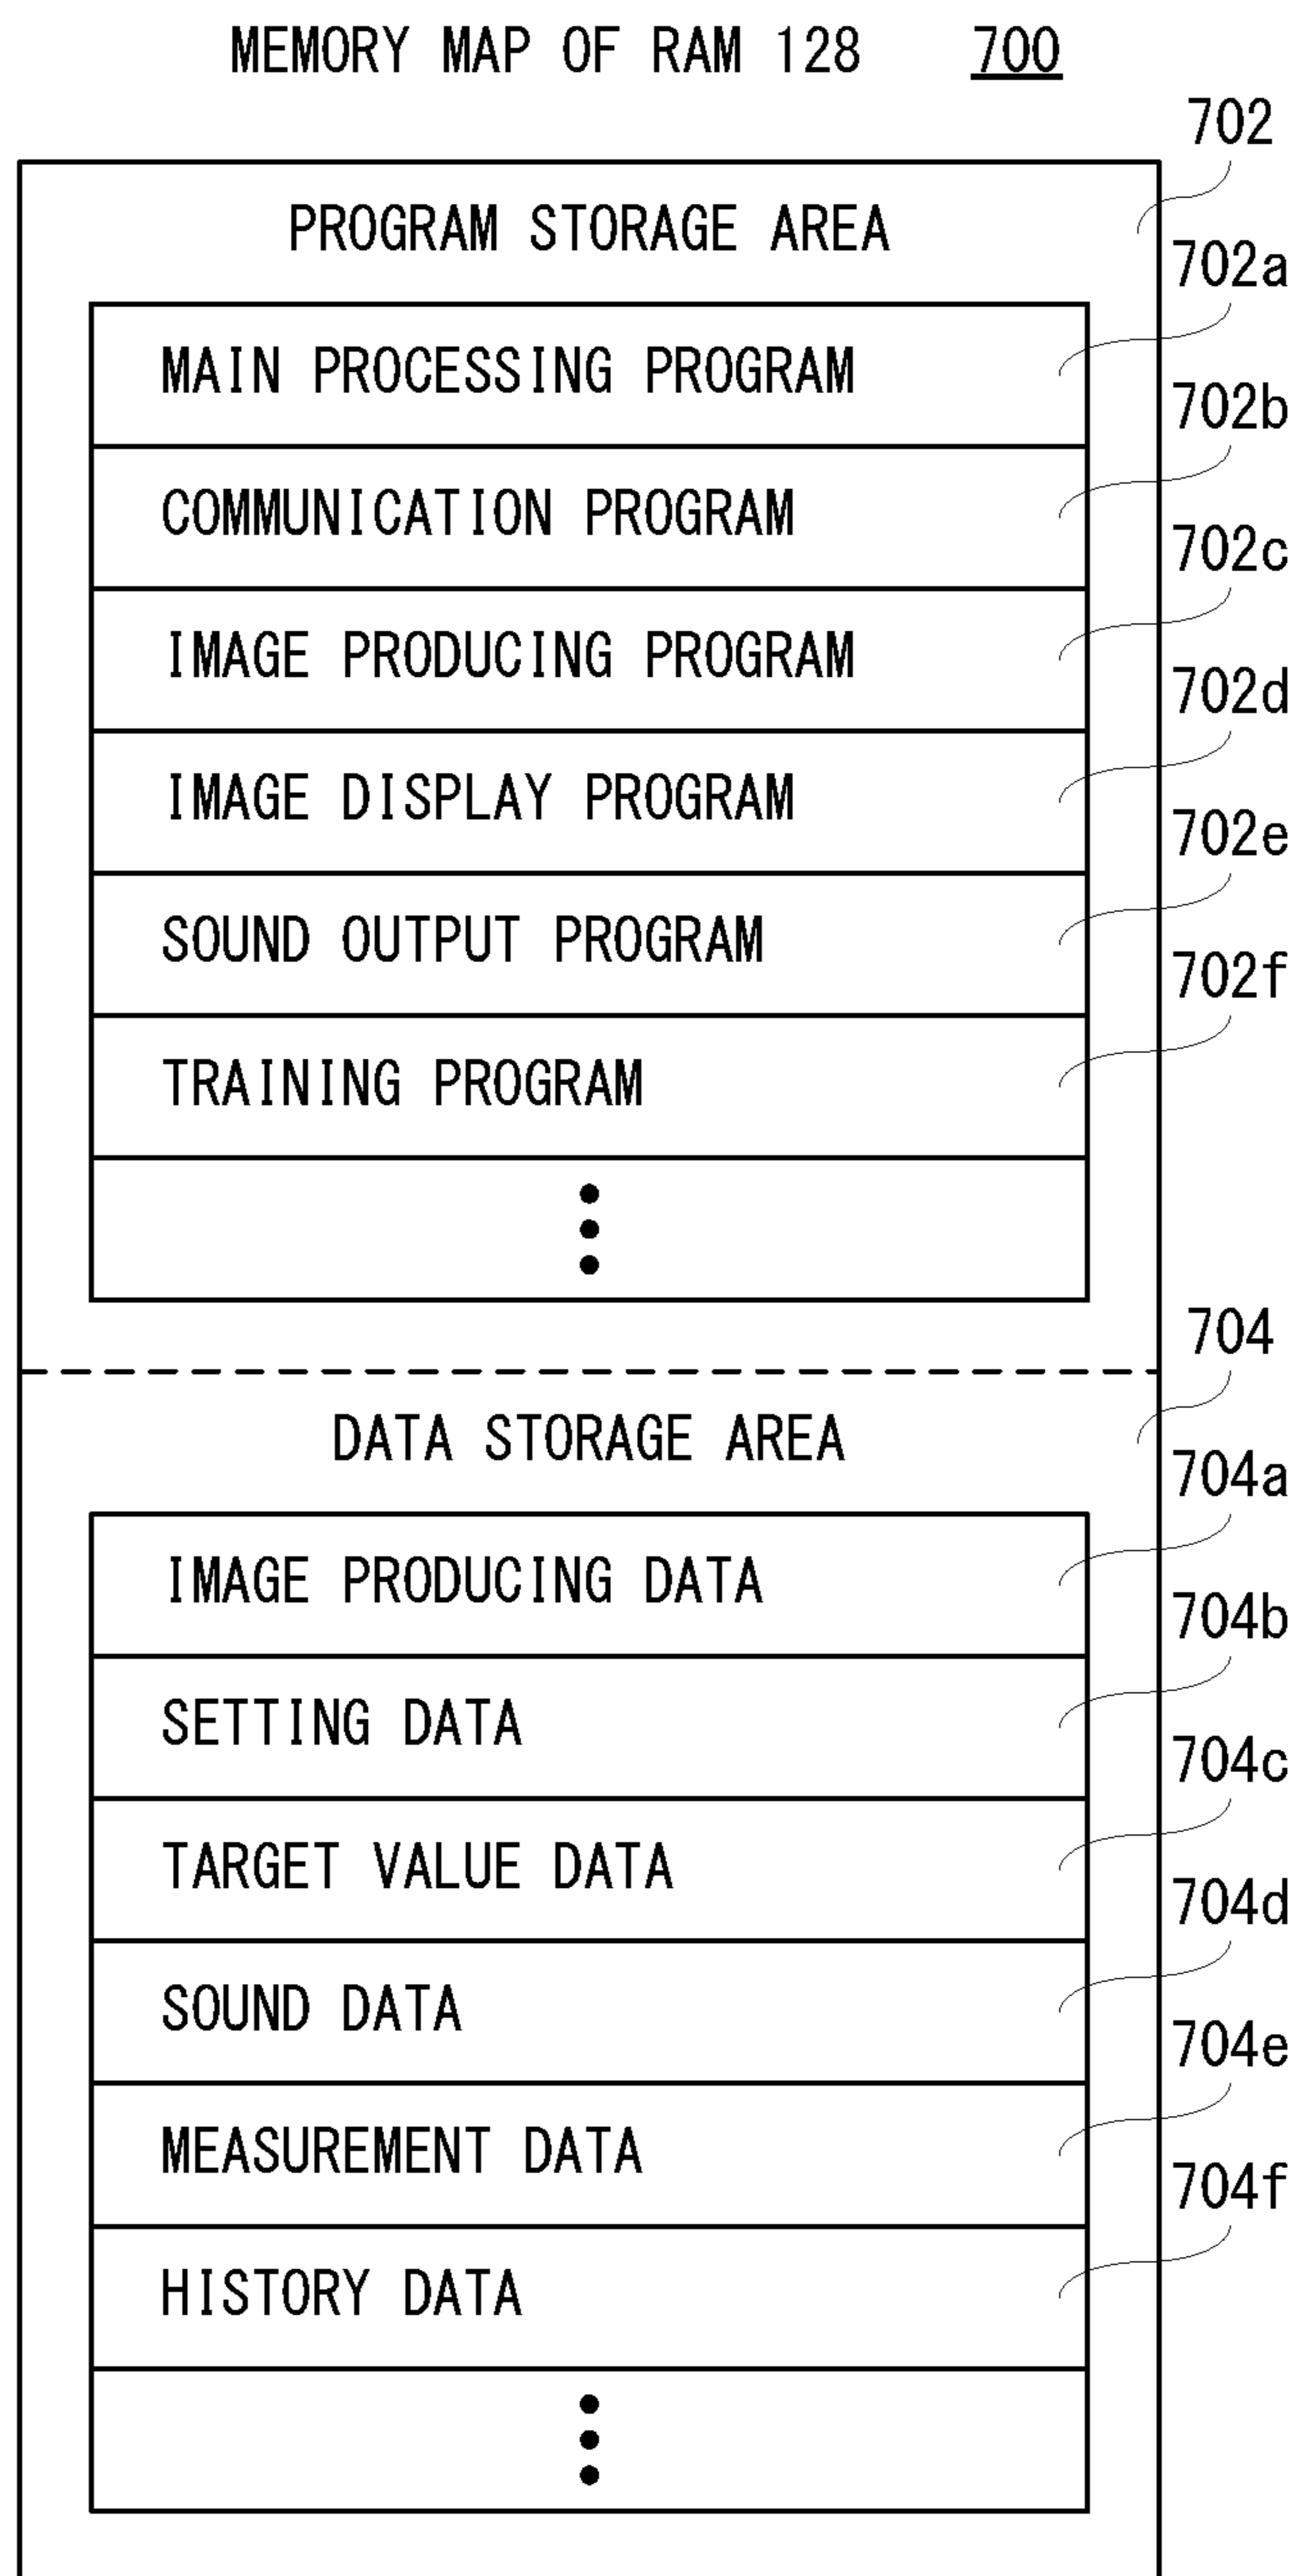 MEMORY MAP OF RAM 128 700
702
PROGRAM STORAGE AREA
702a
MAIN PROCESSING PROGRAM
702b
COMMUNICATION PROGRAM
702c
IMAGE PRODUCING PROGRAM
702d
IMAGE DISPLAY PROGRAM
702e
SOUND OUTPUT PROGRAM
702f
TRAINING PROGRAM
704
DATA STORAGE AREA
704a
IMAGE PRODUCING DATA
704b
SETTING DATA
704c
TARGET VALUE DATA
704d
SOUND DATA
704e
MEASUREMENT DATA
704f
HISTORY DATA